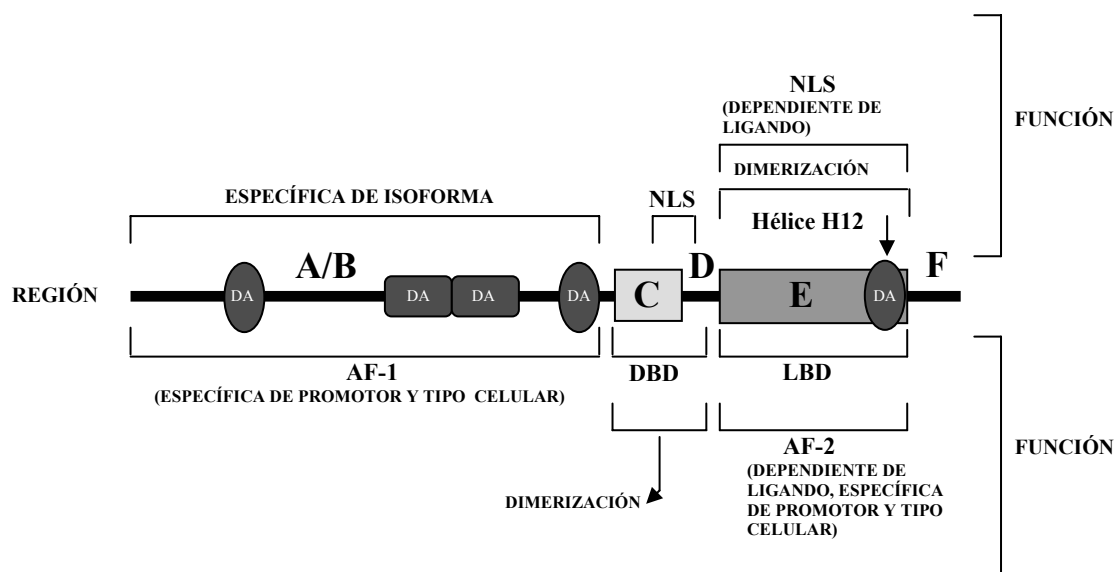 NLS
(DEPENDIENTE DE
LIGANDO)
FUNCIÓN
DIMERIZACIÓN
ESPECÍFICA DE ISOFORMA
NLS
Hélice H12
A/B
D
F
REGIÓN
DA
DA
DA
DA
C
E
DA
AF-1
(ESPECÍFICA DE PROMOTOR Y TIPO CELULAR)
DBD
LBD
AF-2
(DEPENDIENTE DE
LIGANDO, ESPECÍFICA
DE PROMOTOR Y TIPO
CELULAR)
FUNCIÓN
DIMERIZACIÓN